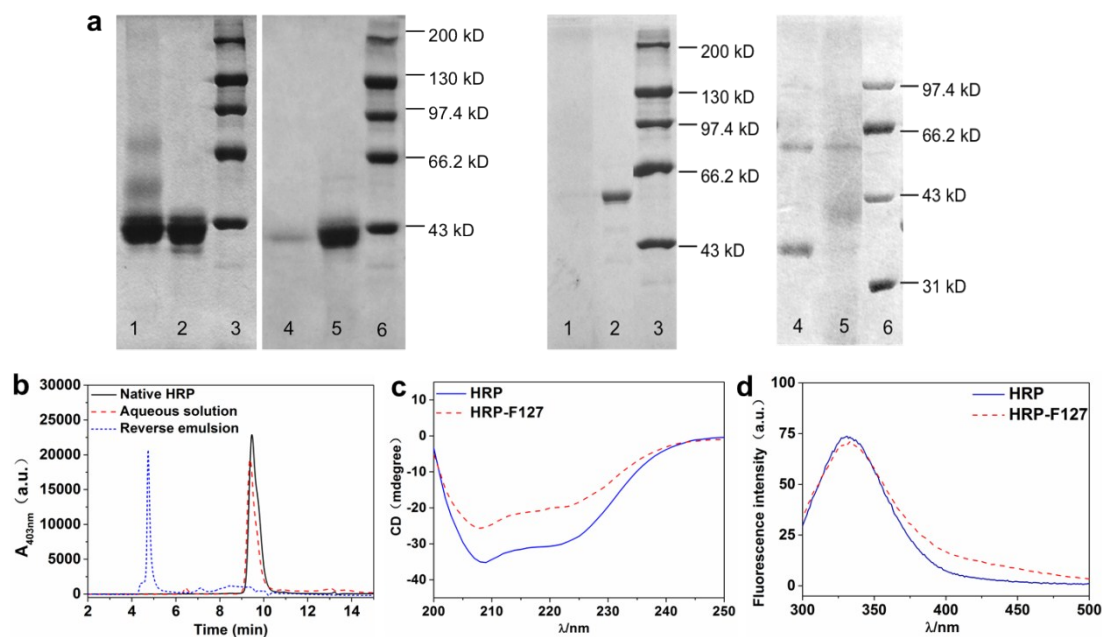 a
200 kD
130 kD
97.4 kD
66.2 kD
43 kD
1 2 3 4 5 6
200 kD
130 kD
97.4 kD
66.2 kD
43 kD
1 2 3
97.4 kD
66.2 kD
43 kD
31 kD
4 5 6
b
Native HRP
Aqueous solution
Reverse emulsion
30000
25000
20000
15000
10000
5000
0
A403nm (a.u.)
2 4 6 8 10 12 14
Time (min)
c
HRP
HRP-F127
10
0
-10
-20
-30
-40
CD (mdegree)
200 210 220 230 240 250
λ/nm
d
HRP
HRP-F127
100
75
50
25
0
Fluorescence intensity (a.u.)
300 350 400 450 500
λ/nm